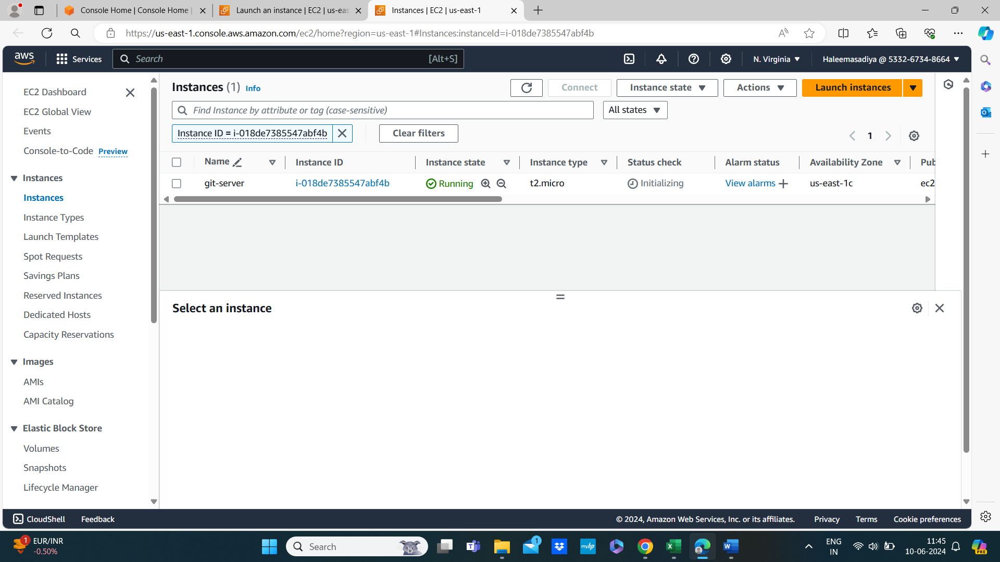 Console Home | Console Home |
Launch an instance | EC2 | us-eas
Instances | EC2 | us-east-1
https://us-east-1.console.aws.amazon.com/ec2/home?region=us-east-1#Instances:instanceId=i-018de7385547abf4b
aws
Services
Search
[Alt+S]
N. Virginia
Haleemasadiya @ 5332-6734-8664
EC2 Dashboard
EC2 Global View
Events
Console-to-Code Preview
Instances
Instances
Instance Types
Launch Templates
Spot Requests
Savings Plans
Reserved Instances
Dedicated Hosts
Capacity Reservations
Images
AMIs
AMI Catalog
Elastic Block Store
Volumes
Snapshots
Lifecycle Manager
Instances (1) Info
Connect
Instance state
Actions
Launch instances
Find Instance by attribute or tag (case-sensitive)
All states
Instance ID = i-018de7385547abf4b
Clear filters
1
Name Instance ID Instance state Instance type Status check Alarm status Availability Zone Pub
git-server i-018de7385547abf4b Running t2.micro Initializing View alarms us-east-1c ec2
Select an instance
CloudShell
Feedback
© 2024, Amazon Web Services, Inc. or its affiliates.
Privacy
Terms
Cookie preferences
1
EUR/INR
-0.50%
Search
1
myhp
ENG
IN
11:45
10-06-2024
PRE